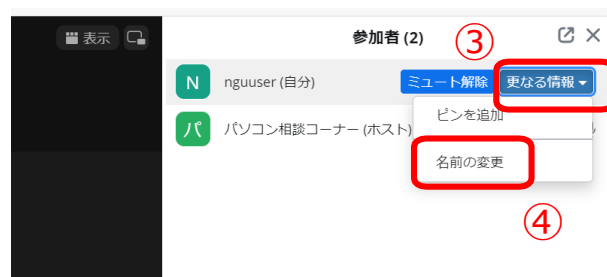 表示
参加者 (2)
③
N nguuser (自分) ミュート解除 更なる情報
パ パソコン相談コーナー (ホスト)
ピンを追加
名前の変更
④